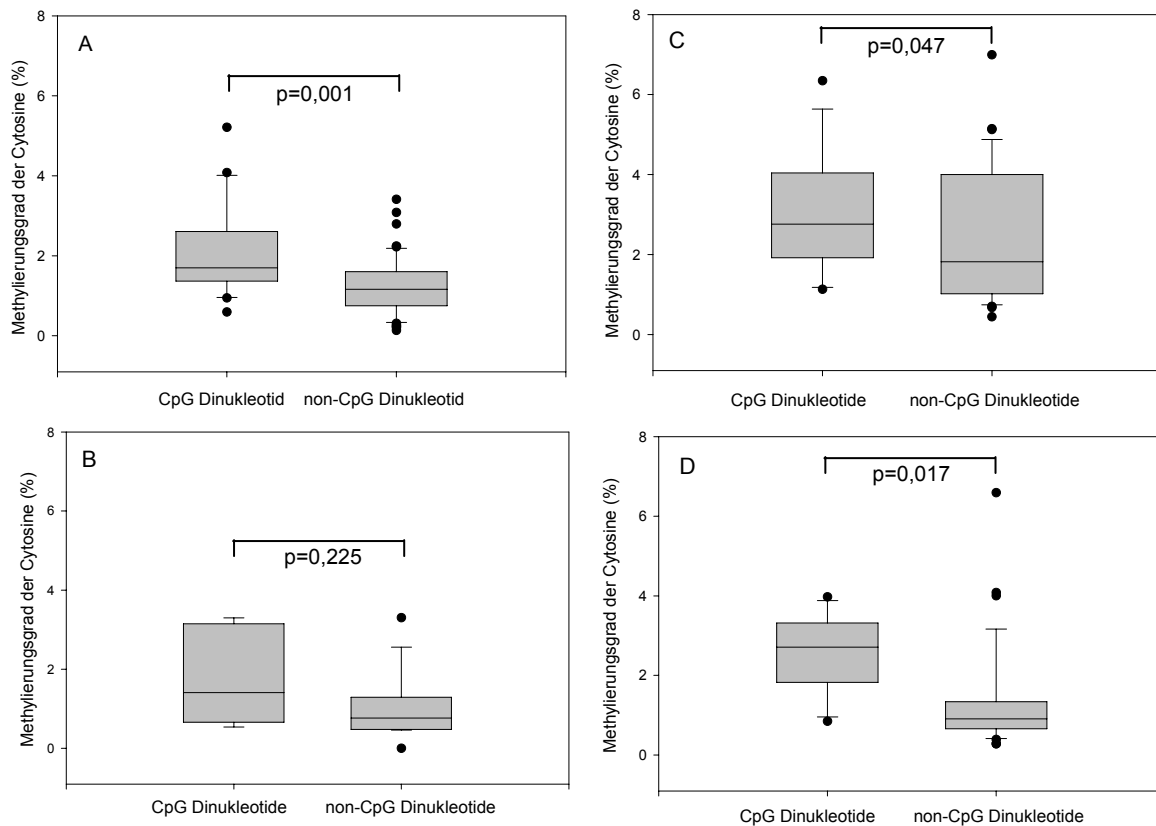 A
p=0,001
Methylierungsgrad der Cytosine (%)
8
6
4
2
0
CpG Dinukleotid
non-CpG Dinukleotid
C
p=0,047
Methylierungsgrad der Cytosine (%)
8
6
4
2
0
CpG Dinukleotide
non-CpG Dinukleotide
B
p=0,225
Methylierungsgrad der Cytosine (%)
8
6
4
2
0
CpG Dinukleotide
non-CpG Dinukleotide
D
p=0,017
Methylierungsgrad der Cytosine (%)
8
6
4
2
0
CpG Dinukleotide
non-CpG Dinukleotide